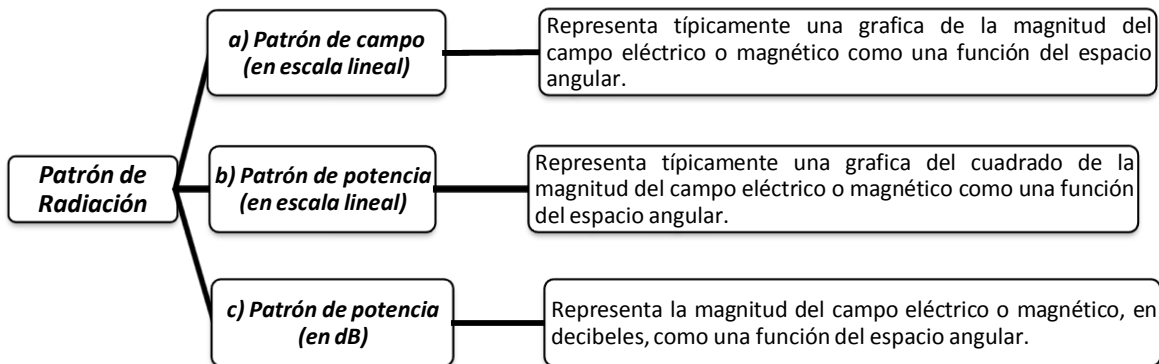 Patrón de
Radiación
a) Patrón de campo
(en escala lineal)
Representa típicamente una grafica de la magnitud del
campo eléctrico o magnético como una función del espacio
angular.
b) Patrón de potencia
(en escala lineal)
Representa típicamente una grafica del cuadrado de la
magnitud del campo eléctrico o magnético como una función
del espacio angular.
c) Patrón de potencia
(en dB)
Representa la magnitud del campo eléctrico o magnético, en
decibeles, como una función del espacio angular.